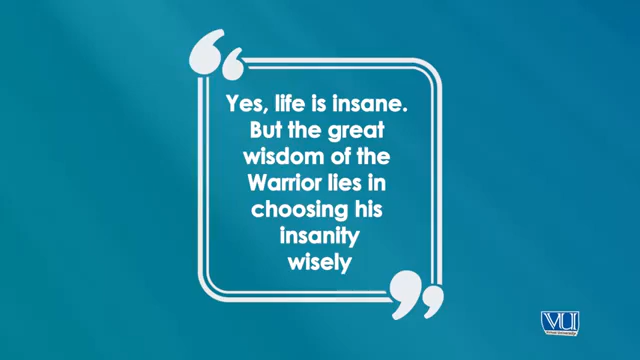 Yes, life is insane.
But the great
wisdom of the
Warrior lies in
choosing his
insanity
wisely
VU